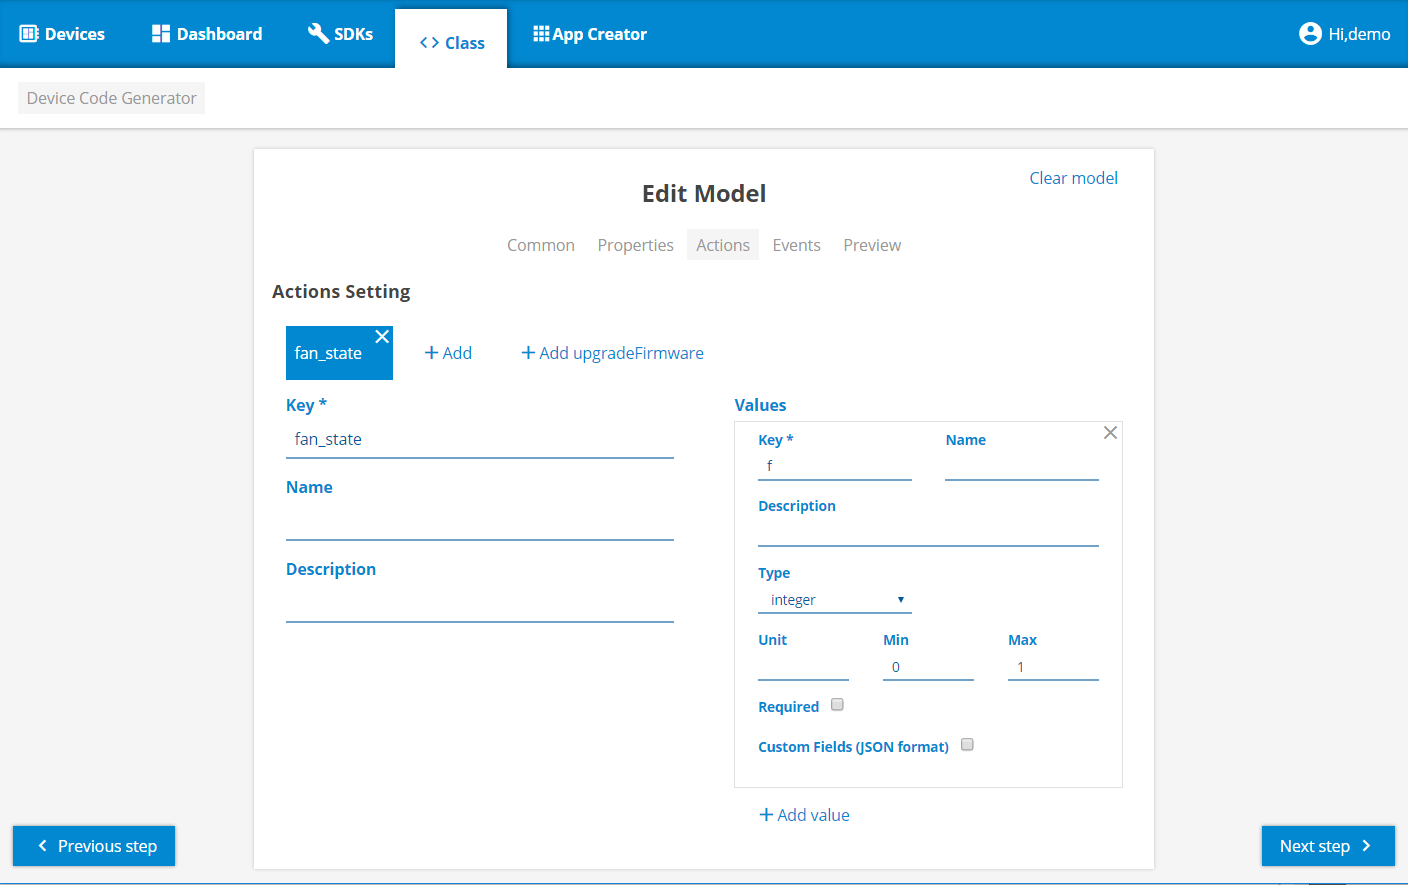 Devices
Dashboard
SDKs
<> Class
App Creator
Hi,demo
Device Code Generator
Clear model
Edit Model
Common
Properties
Actions
Events
Preview
Actions Setting
fan_state
+ Add
+ Add upgradeFirmware
Key *
fan_state
Name
Description
Values
Key *
Name
f
Description
Type
integer
Unit
Min
Max
0
1
Required
Custom Fields (JSON format)
+ Add value
Previous step
Next step